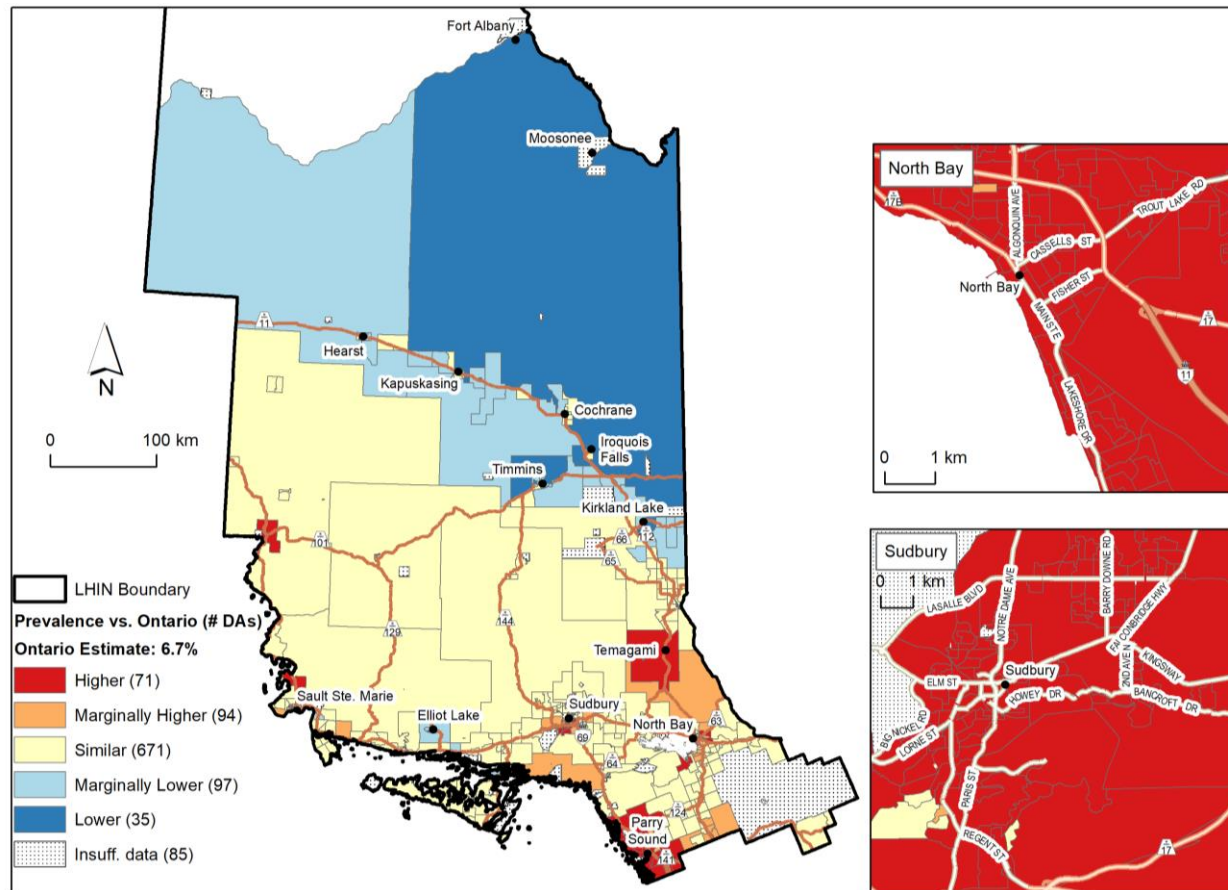 Fort Albany
Moosonee
11
Hearst
Kapuskasing
Cochrane
Iroquois
Falls
Timmins
Kirkland Lake
N
0 100 km
101
66
112
65
129
144
Temagami
Sault Ste. Marie
Elliot Lake
Sudbury
North Bay
63
69
64
124
Parry
Sound
141
LHIN Boundary
Prevalence vs. Ontario (# DAs)
Ontario Estimate: 6.7%
Higher (71)
Marginally Higher (94)
Similar (671)
Marginally Lower (97)
Lower (35)
Insuff. data (85)
North Bay
17B
ALGONQUIN AVE
TROUT LAKE RD
CASSELLS ST
North Bay
FISHER ST
MAIN ST E
17
11
LAKESHORE DR
0 1 km
Sudbury
0 1 km
LASALLE BLVD
NOTRE DAME AVE
BARRY DOWNE RD
FALCONBRIDGE HWY
KINGSWAY
2ND AVE N
ELM ST
Sudbury
HOWEY DR
BANCROFT DR
BIG NICKEL RD
LORNE ST
PARIS ST
REGENT ST
17